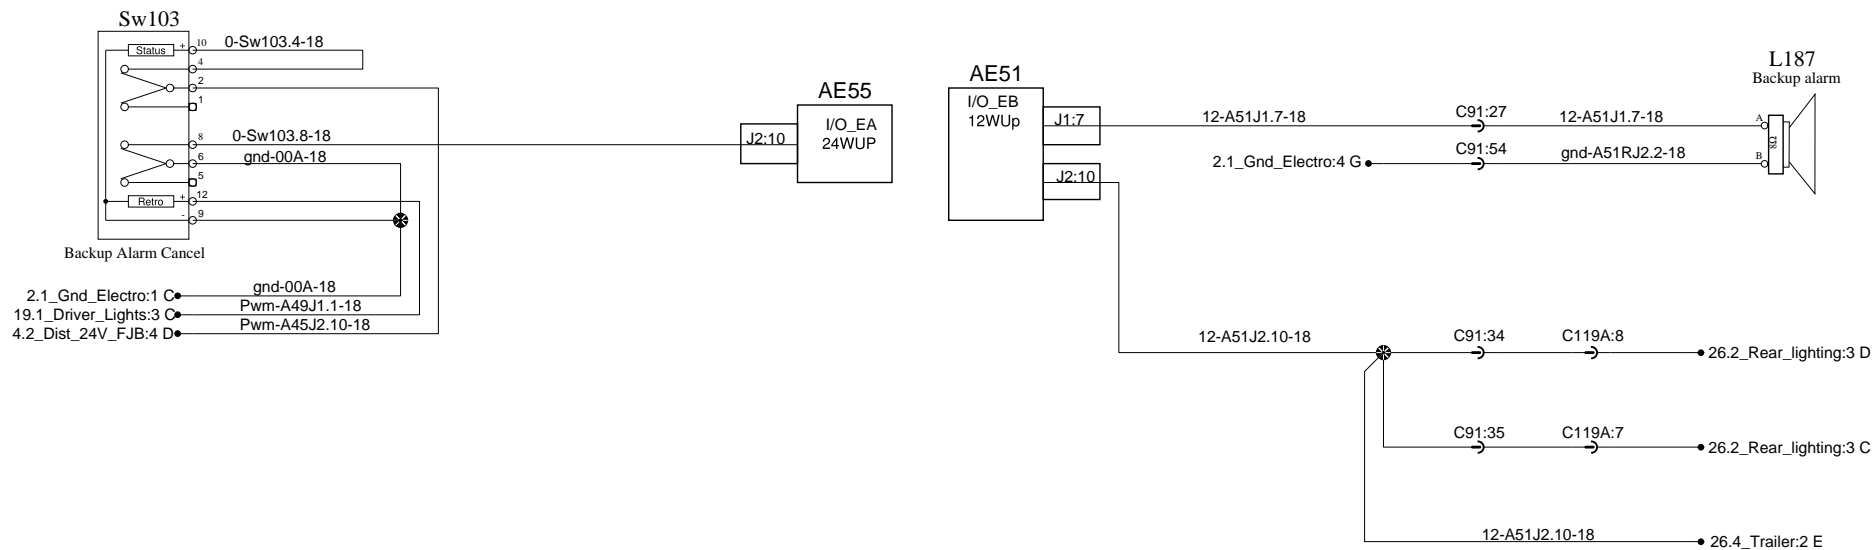 Sw103
Status + 10 0-Sw103.4-18
4
2
1
8 0-Sw103.8-18
6 gnd-00A-18
5
Retro + 12
- 9
Backup Alarm Cancel
2.1_Gnd_Electro:1 C gnd-00A-18
19.1_Driver_Lights:3 C Pwm-A49J1.1-18
4.2_Dist_24V_FJB:4 D Pwm-A45J2.10-18
AE55
I/O_EA
24WUP
J2:10
AE51
I/O_EB
12WUp
J1:7
J2:10
12-A51J1.7-18 C91:27 12-A51J1.7-18 A
2.1_Gnd_Electro:4 G C91:54 gnd-A51RJ2.2-18 B
L187
Backup alarm
8Ω
12-A51J2.10-18 C91:34 C119A:8 26.2_Rear_lighting:3 D
C91:35 C119A:7 26.2_Rear_lighting:3 C
12-A51J2.10-18 26.4_Trailer:2 E